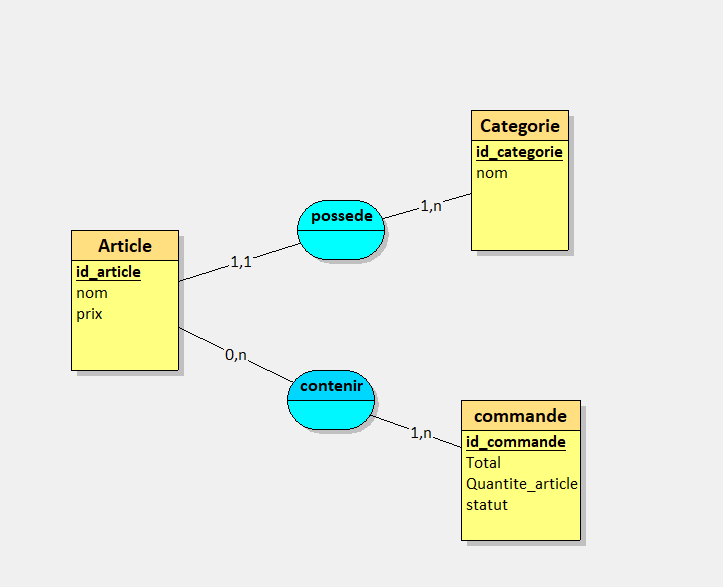 Categorie
id_categorie
nom
possede
1,n
Article
1,1
id_article
nom
prix
0,n
contenir
1,n
commande
id_commande
Total
Quantite_article
statut